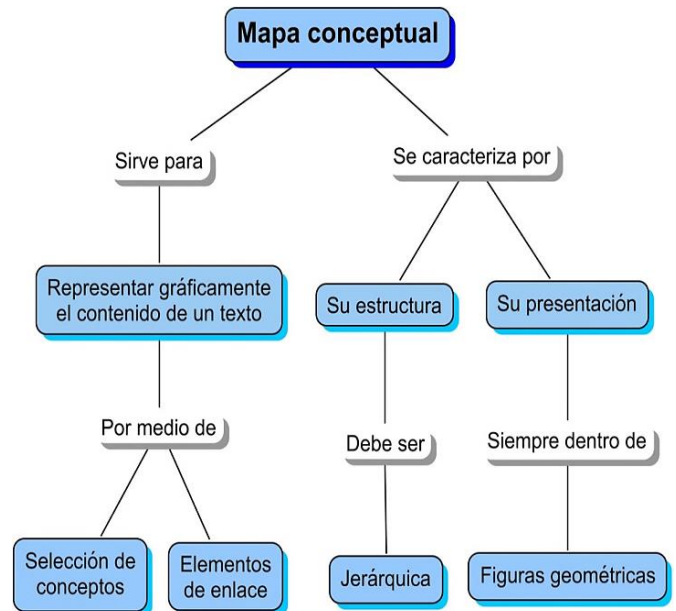 Mapa conceptual
Sirve para
Se caracteriza por
Representar gráficamente
el contenido de un texto
Su estructura
Su presentación
Por medio de
Debe ser
Siempre dentro de
Selección de
conceptos
Elementos
de enlace
Jerárquica
Figuras geométricas